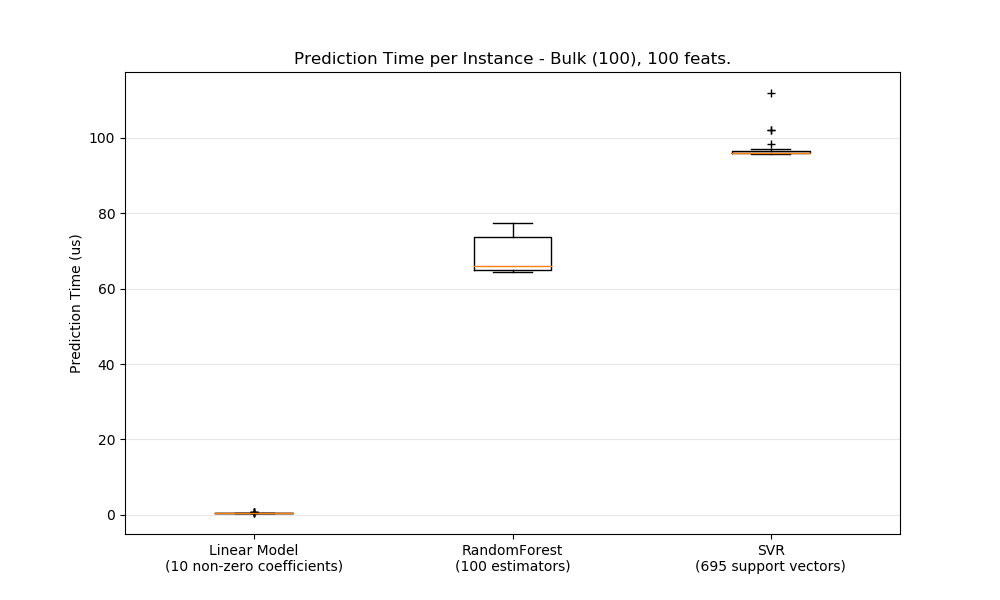 Prediction Time per Instance - Bulk (100), 100 feats.
Prediction Time (us)
100
80
60
40
20
0
Linear Model
(10 non-zero coefficients)
RandomForest
(100 estimators)
SVR
(695 support vectors)